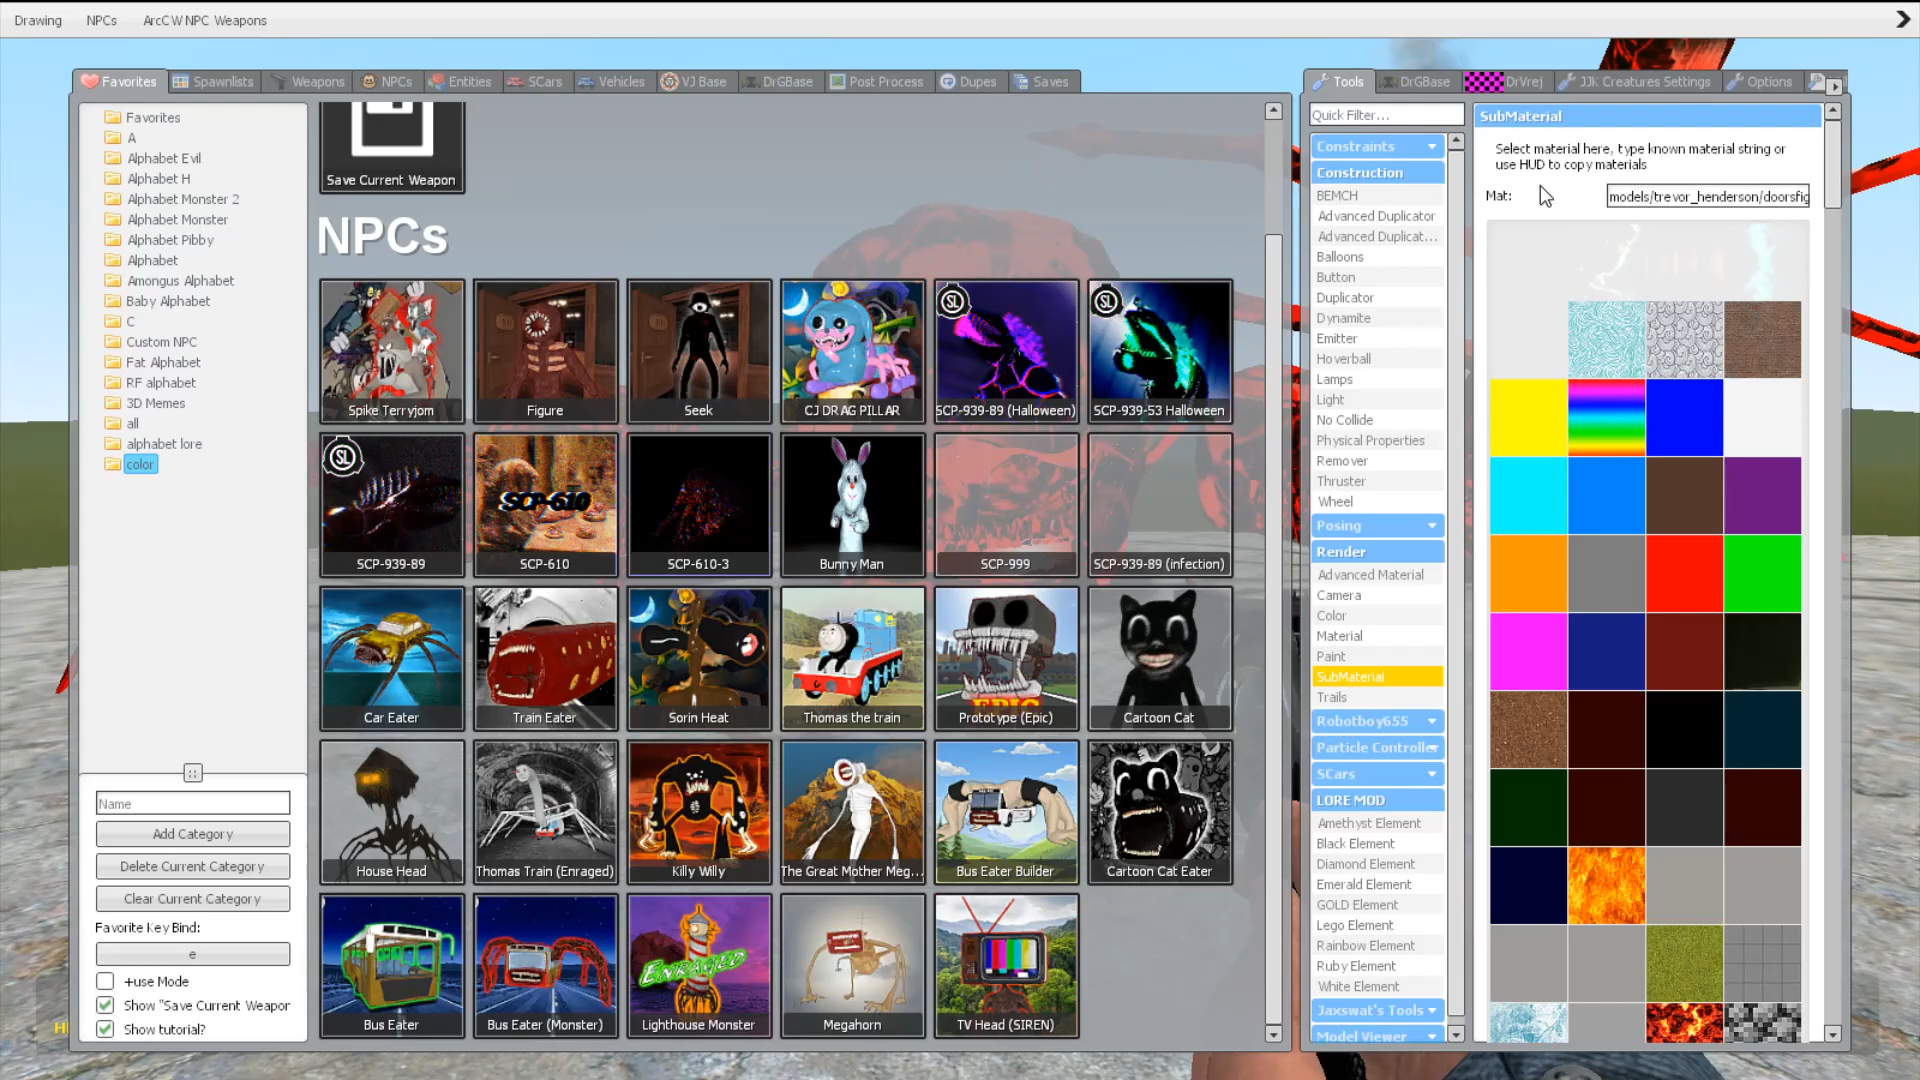 Drawing NPCs ArcCW NPC Weapons
Favorites Spawnlists Weapons NPCs Entities SCars Vehicles VJ Base DrGBase Post Process Dupes Saves
Favorites
A
Alphabet Evil
Alphabet H
Alphabet Monster 2
Alphabet Monster
Alphabet Pibby
Alphabet
Amongus Alphabet
Baby Alphabet
C
Custom NPC
Fat Alphabet
RF alphabet
3D Memes
all
alphabet lore
color
Name
Add Category
Delete Current Category
Clear Current Category
Favorite Key Bind:
e
+use Mode
Show "Save Current Weapor
Show tutorial?
Save Current Weapon
NPCs
Spike Terryjom
Figure
Seek
CJ DRAG PILLAR
SL
SCP-939-89 (Halloween)
SL
SCP-939-53 Halloween
SL
SCP-939-89
SCP-610
SCP-610
SCP-610-3
Bunny Man
SCP-999
SCP-939-89 (infection)
Car Eater
Train Eater
Sorin Heat
Thomas the train
EPIC
Prototype (Epic)
Cartoon Cat
House Head
Thomas Train (Enraged)
Killy Willy
The Great Mother Meg...
Bus Eater Builder
Cartoon Cat Eater
Bus Eater
Bus Eater (Monster)
ENRAGED
Lighthouse Monster
Megahorn
TV Head (SIREN)
Tools DrGBase DrVrej JJK Creatures Settings Options
Quick Filter...
Constraints
Construction
BEMCH
Advanced Duplicator
Advanced Duplicat...
Balloons
Button
Duplicator
Dynamite
Emitter
Hoverball
Lamps
Light
No Collide
Physical Properties
Remover
Thruster
Wheel
Posing
Render
Advanced Material
Camera
Color
Material
Paint
SubMaterial
Trails
Robotboy655
Particle Controller
SCars
LORE MOD
Amethyst Element
Black Element
Diamond Element
Emerald Element
GOLD Element
Lego Element
Rainbow Element
Ruby Element
White Element
Jaxswat's Tools
Model Viewer
SubMaterial
Select material here, type known material string or
use HUD to copy materials
Mat: models/trevor_henderson/doorsfig